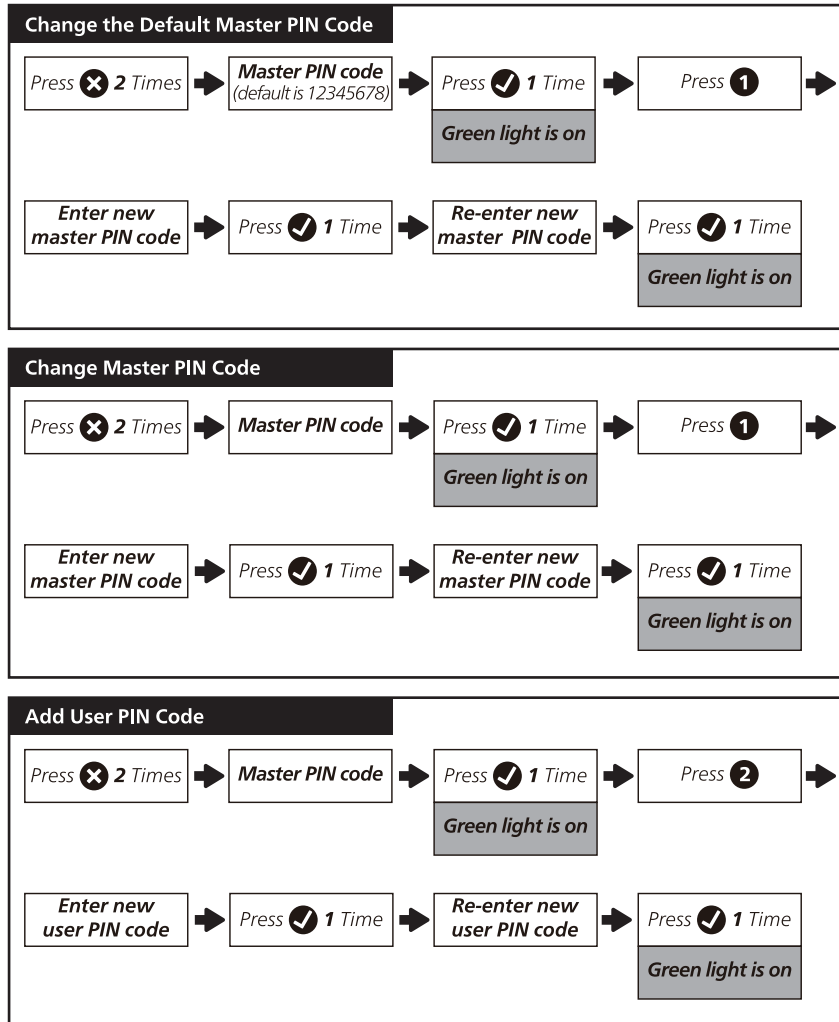 Change the Default Master PIN Code
Press ✖ 2 Times
Master PIN code
(default is 12345678)
Press ✔ 1 Time
Green light is on
Press 1
Enter new
master PIN code
Press ✔ 1 Time
Re-enter new
master PIN code
Press ✔ 1 Time
Green light is on
Change Master PIN Code
Press ✖ 2 Times
Master PIN code
Press ✔ 1 Time
Green light is on
Press 1
Enter new
master PIN code
Press ✔ 1 Time
Re-enter new
master PIN code
Press ✔ 1 Time
Green light is on
Add User PIN Code
Press ✖ 2 Times
Master PIN code
Press ✔ 1 Time
Green light is on
Press 2
Enter new
user PIN code
Press ✔ 1 Time
Re-enter new
user PIN code
Press ✔ 1 Time
Green light is on